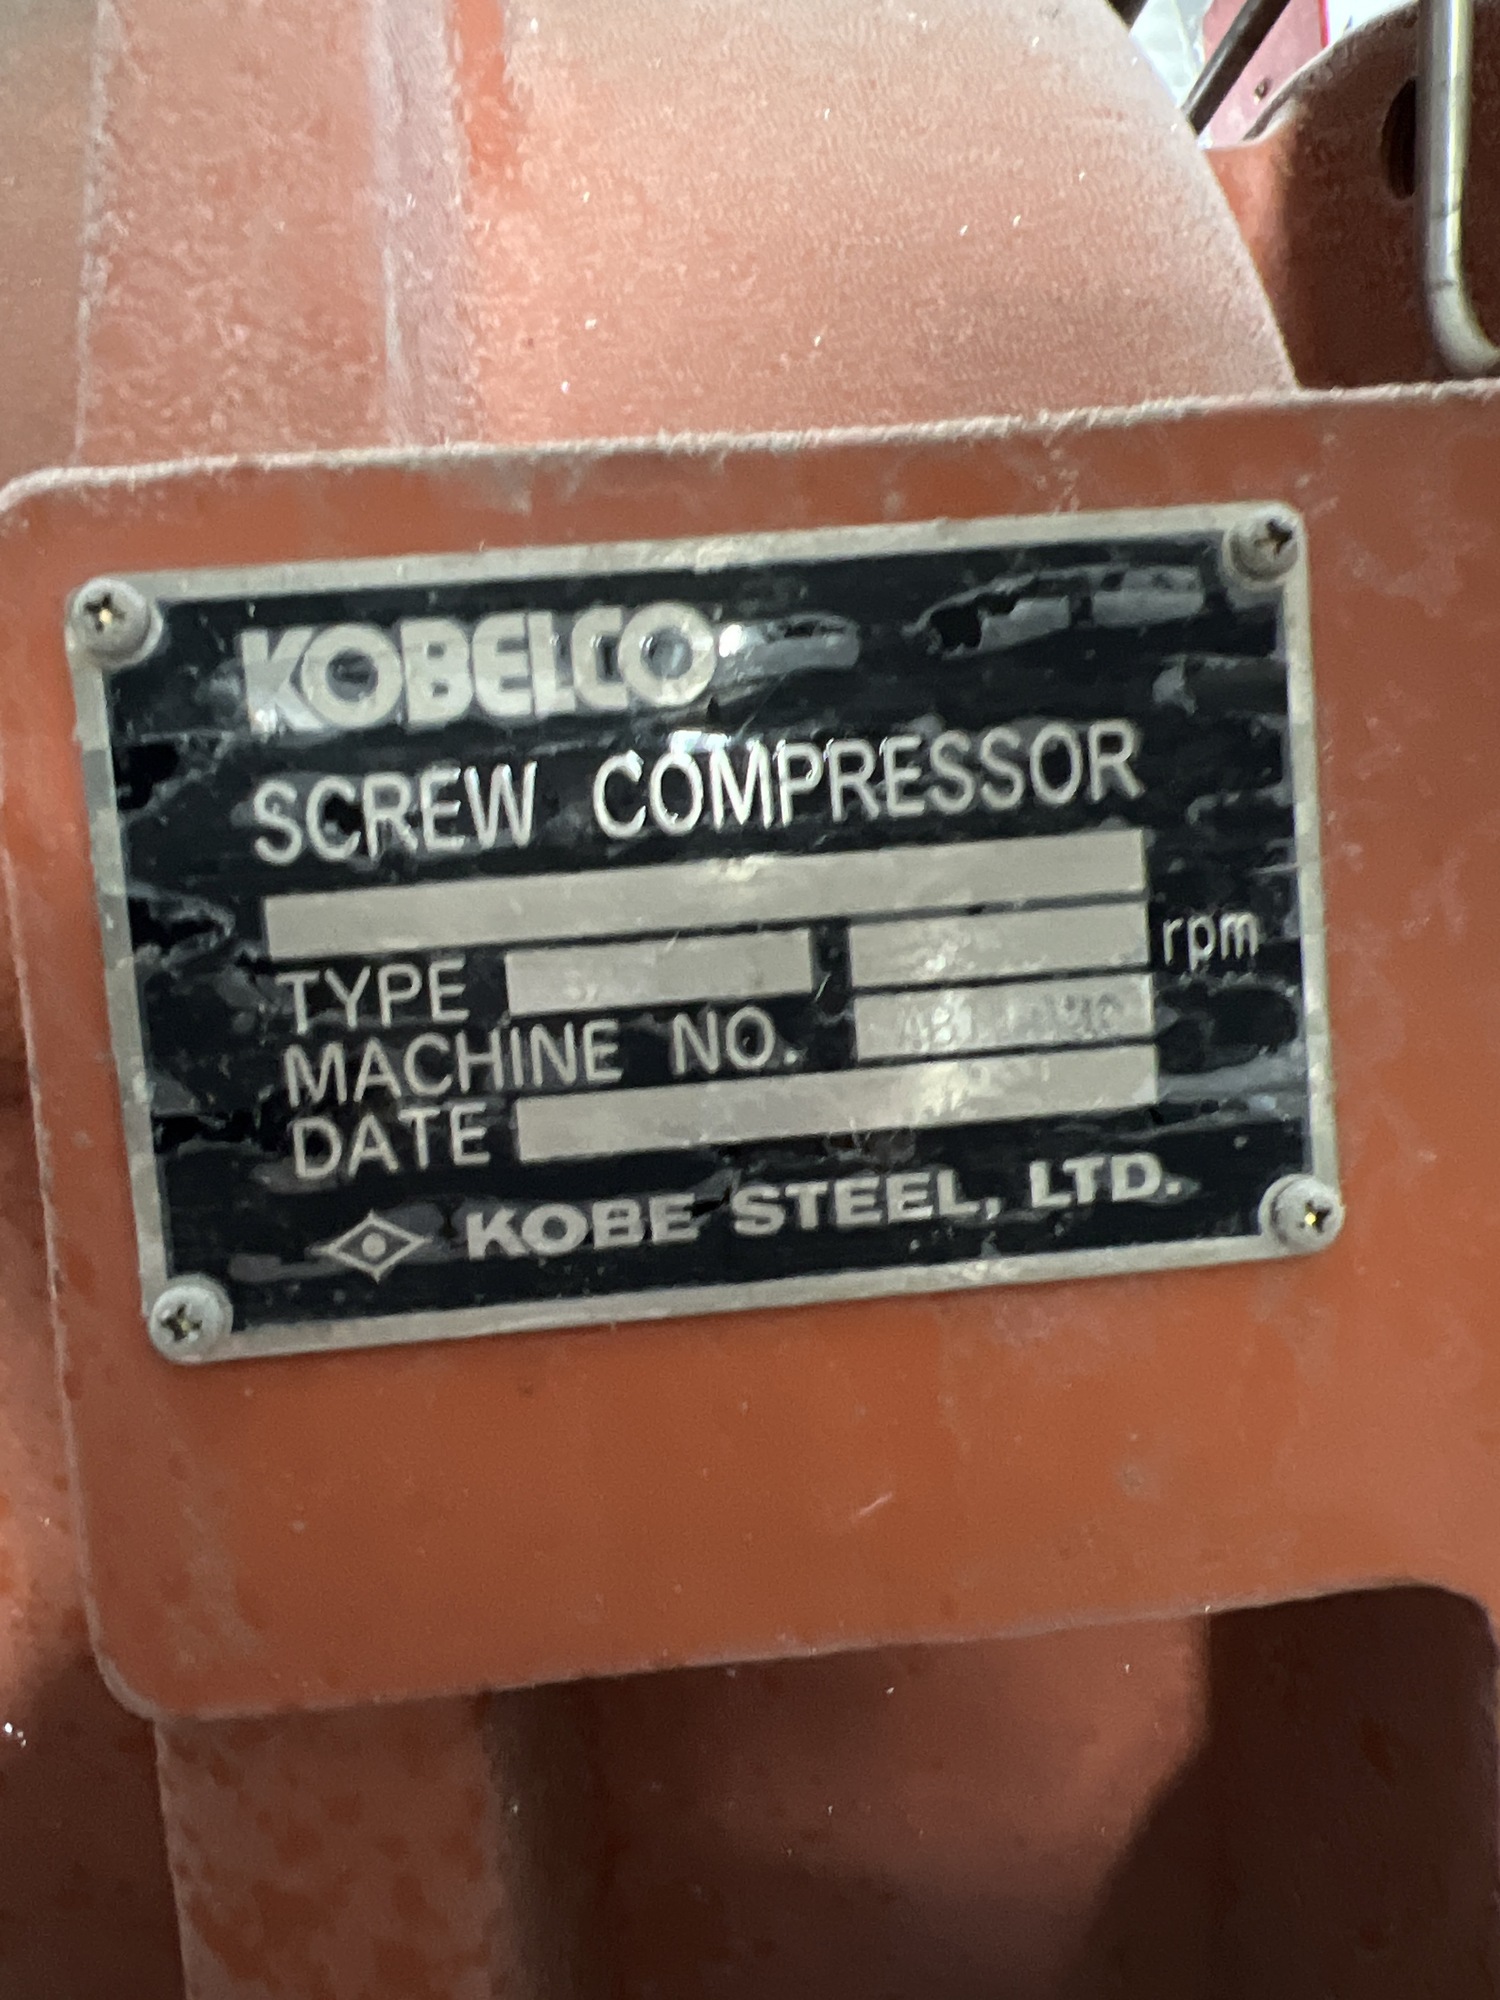 KOBELCO
SCREW COMPRESSOR
rpm
TYPE
MACHINE NO.
DATE
KOBE STEEL, LTD.